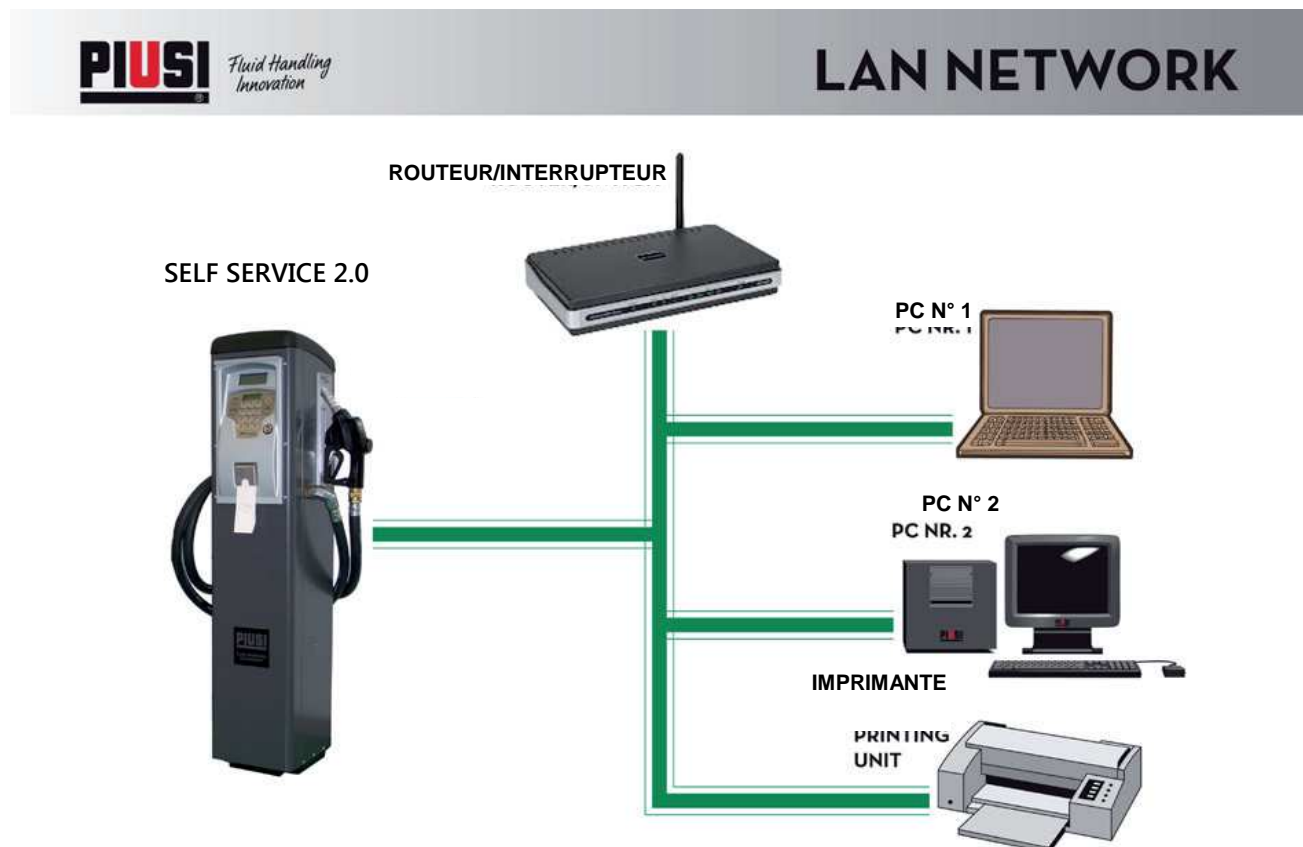 PIUSI
Fluid Handling
Innovation
®
LAN NETWORK
ROUTEUR/INTERRUPTEUR
SELF SERVICE 2.0
PC N° 1
PC NR. 1
PC N° 2
PC NR. 2
PIUSI
IMPRIMANTE
PRINTING
UNIT